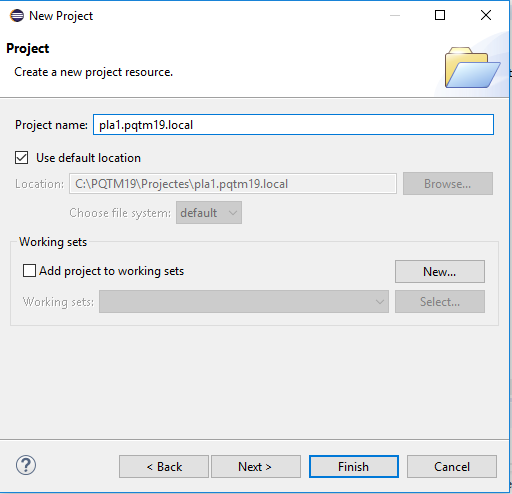 New Project
Project
Create a new project resource.
Project name: pla1.pqtm19.local
Use default location
Location: C:\PQTM19\Projectes\pla1.pqtm19.local Browse...
Choose file system: default
Working sets
Add project to working sets New...
Working sets: Select...
? < Back Next > Finish Cancel